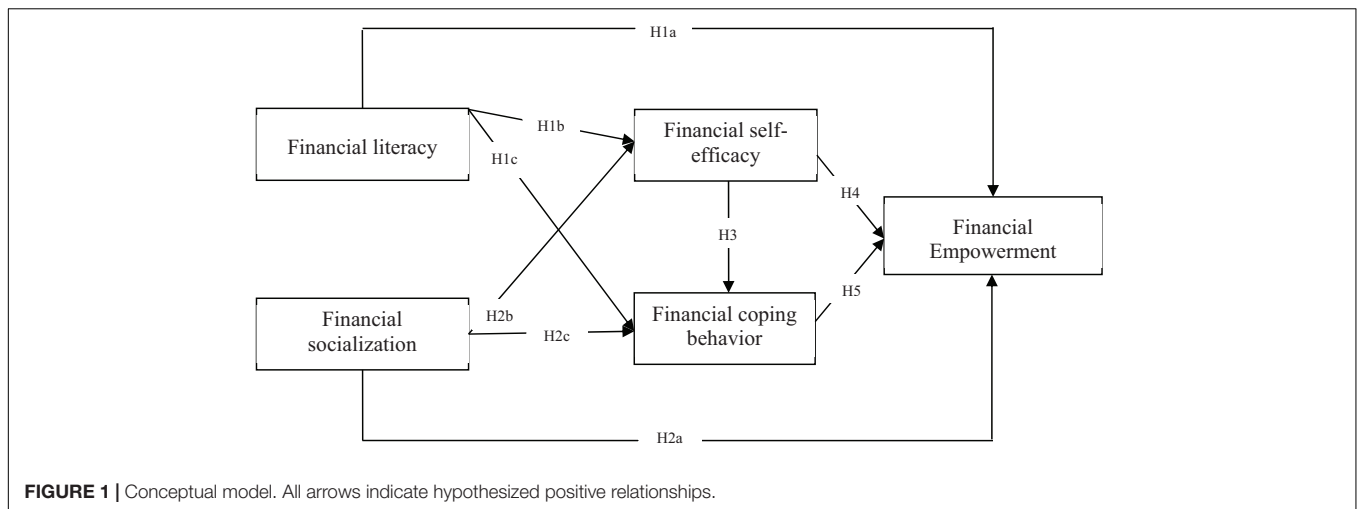 H1a
Financial literacy
H1b
H1c
Financial self-
efficacy
H4
H3
Financial
Empowerment
H2b
Financial
socialization
H2c
Financial coping
behavior
H5
H2a
FIGURE 1 | Conceptual model. All arrows indicate hypothesized positive relationships.